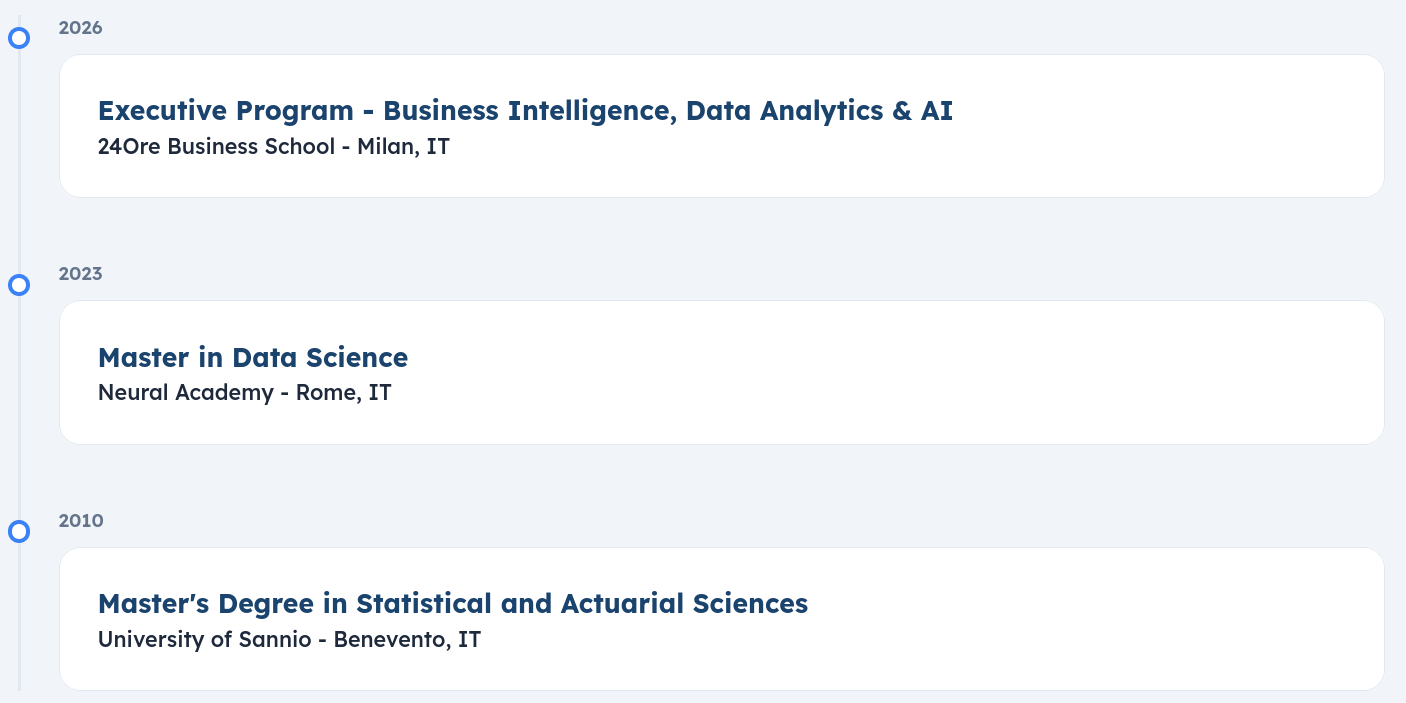 2026
Executive Program - Business Intelligence, Data Analytics & AI
24Ore Business School - Milan, IT
2023
Master in Data Science
Neural Academy - Rome, IT
2010
Master's Degree in Statistical and Actuarial Sciences
University of Sannio - Benevento, IT